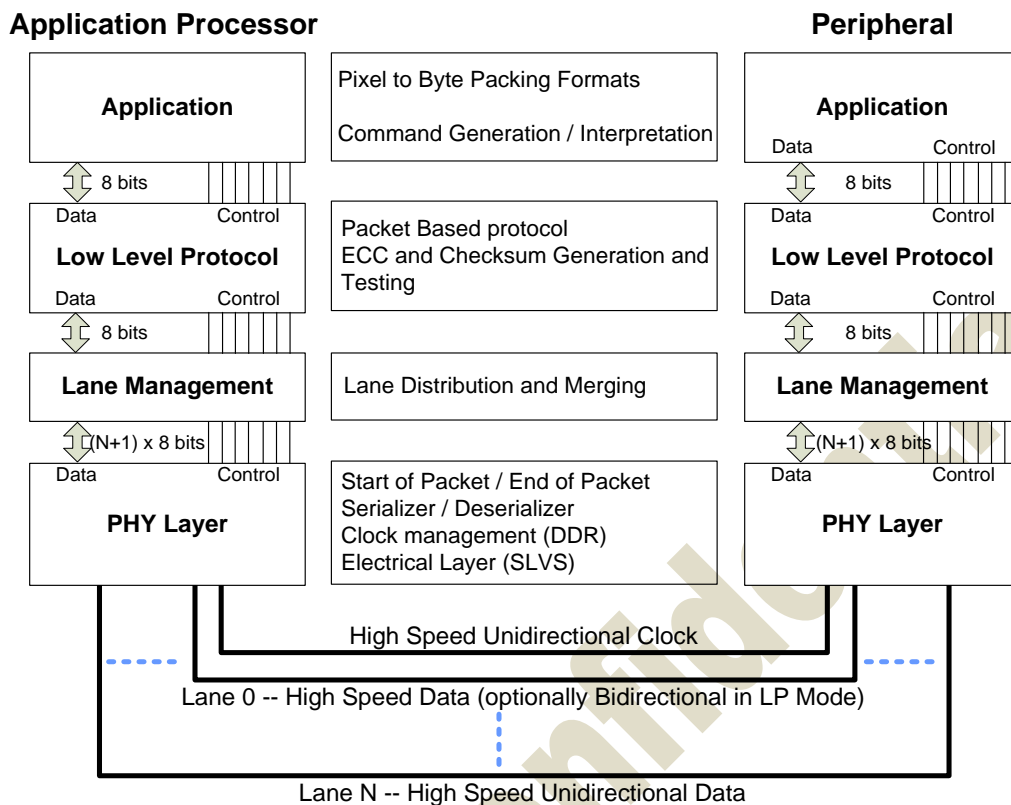 Application Processor
Peripheral
Application
Pixel to Byte Packing Formats
Command Generation / Interpretation
Application
Data
Control
8 bits
8 bits
Data
Control
Low Level Protocol
Data
Control
Packet Based protocol
ECC and Checksum Generation and
Testing
Data
Control
Low Level Protocol
Data
Control
8 bits
8 bits
Lane Management
Lane Distribution and Merging
Lane Management
(N+1) x 8 bits
(N+1) x 8 bits
Data
Control
PHY Layer
Start of Packet / End of Packet
Serializer / Deserializer
Clock management (DDR)
Electrical Layer (SLVS)
Data
Control
PHY Layer
High Speed Unidirectional Clock
Lane 0 -- High Speed Data (optionally Bidirectional in LP Mode)
Lane N -- High Speed Unidirectional Data